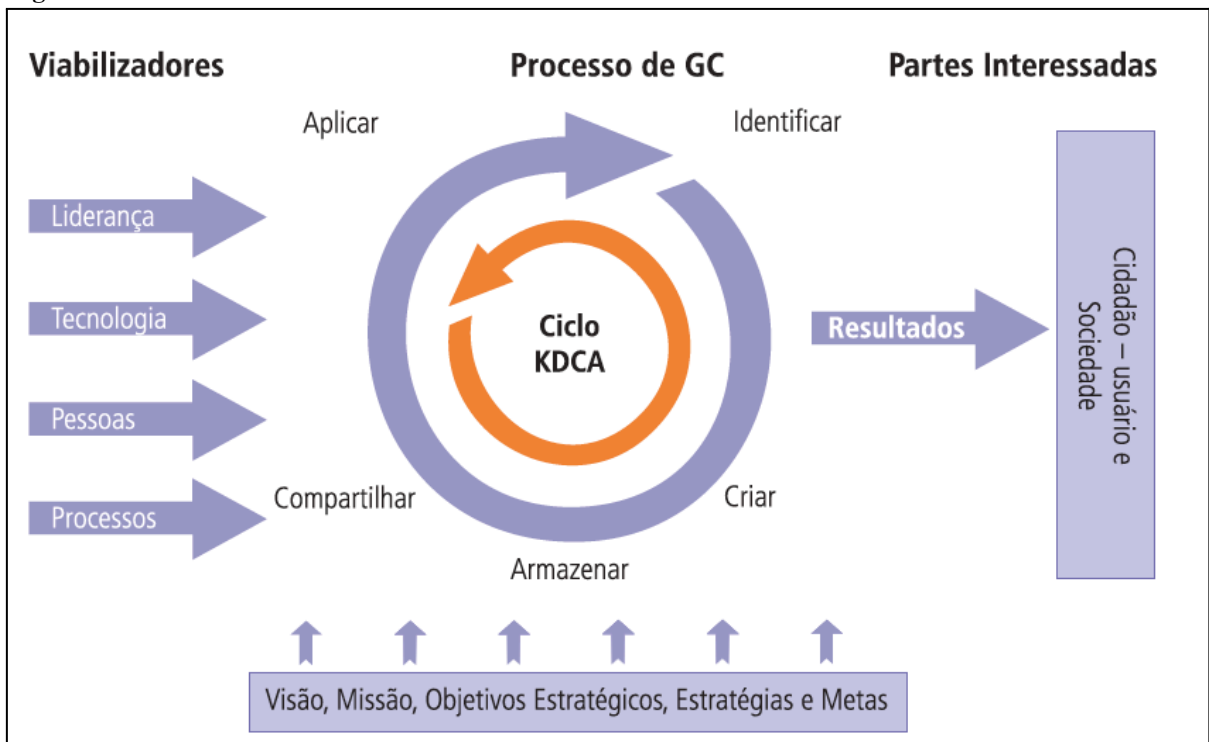 Viabilizadores
Processo de GC
Partes Interessadas
Aplicar
Identificar
Liderança
Tecnologia
Pessoas
Processos
Ciclo
KDCA
Compartilhar
Criar
Armazenar
Resultados
Cidadão – usuário e
Sociedade
Visão, Missão, Objetivos Estratégicos, Estratégias e Metas